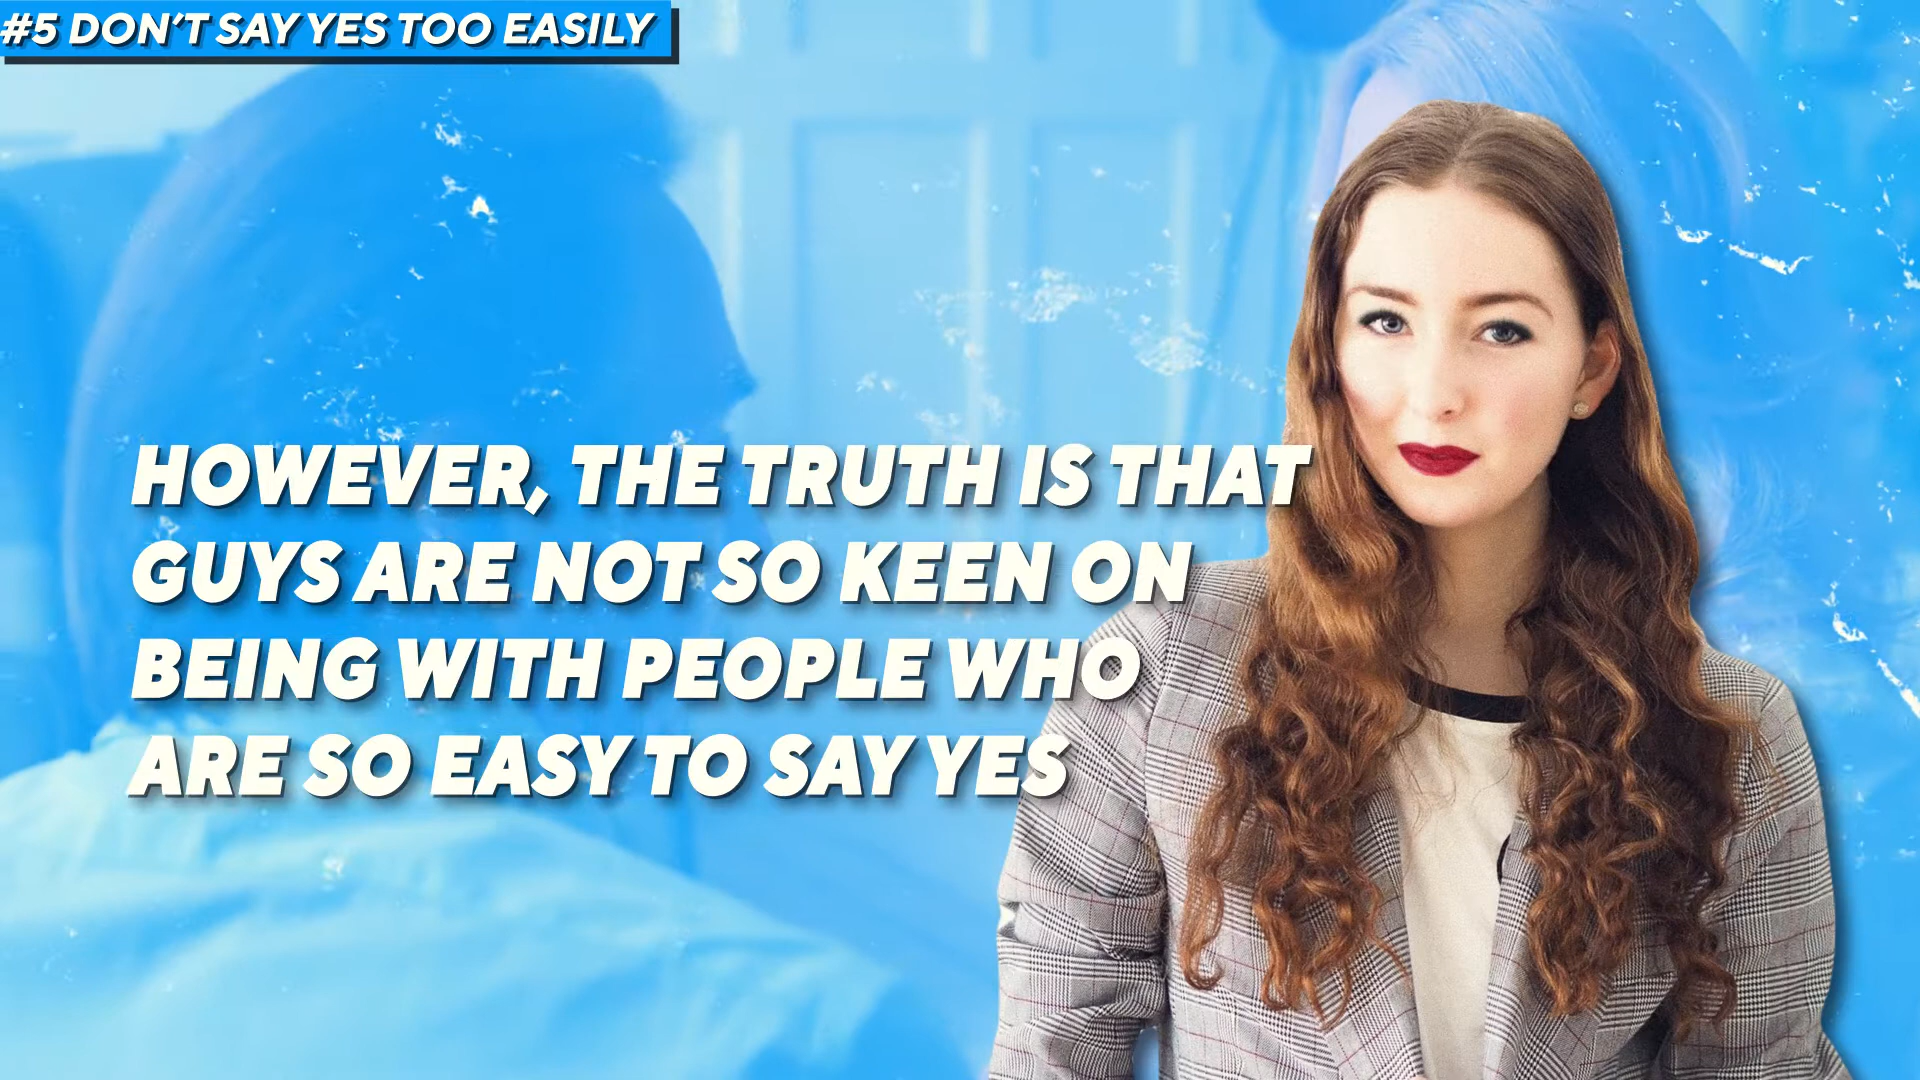 #5 DON'T SAY YES TOO EASILY
HOWEVER, THE TRUTH IS THAT
GUYS ARE NOT SO KEEN ON
BEING WITH PEOPLE WHO
ARE SO EASY TO SAY YES